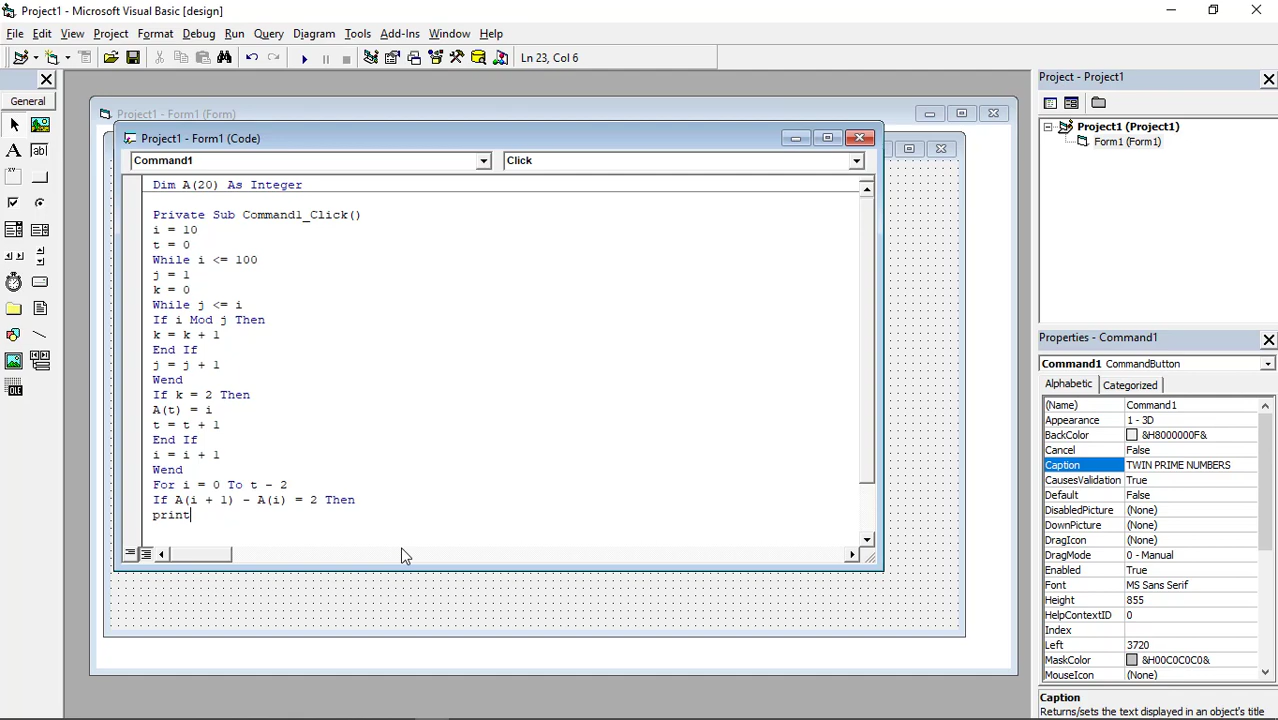 Project1 - Microsoft Visual Basic [design]
File Edit View Project Format Debug Run Query Diagram Tools Add-Ins Window Help
Ln 23, Col 6
General
Project1 - Form1 (Form)
Project1 - Form1 (Code)
Command1 Click
Dim A(20) As Integer
Private Sub Command1_Click()
i = 10
t = 0
While i <= 100
j = 1
k = 0
While j <= i
If i Mod j Then
k = k + 1
End If
j = j + 1
Wend
If k = 2 Then
A(t) = i
t = t + 1
End If
i = i + 1
Wend
For i = 0 To t - 2
If A(i + 1) - A(i) = 2 Then
print
Project - Project1
Project1 (Project1)
Form1 (Form1)
Properties - Command1
Command1 CommandButton
Alphabetic Categorized
(Name) Command1
Appearance 1 - 3D
BackColor &H8000000F&
Cancel False
Caption TWIN PRIME NUMBERS
CausesValidation True
Default False
DisabledPicture (None)
DownPicture (None)
DragIcon (None)
DragMode 0 - Manual
Enabled True
Font MS Sans Serif
Height 855
HelpContextID 0
Index
Left 3720
MaskColor &H00C0C0C0&
MouseIcon (None)
Caption
Returns/sets the text displayed in an object's title